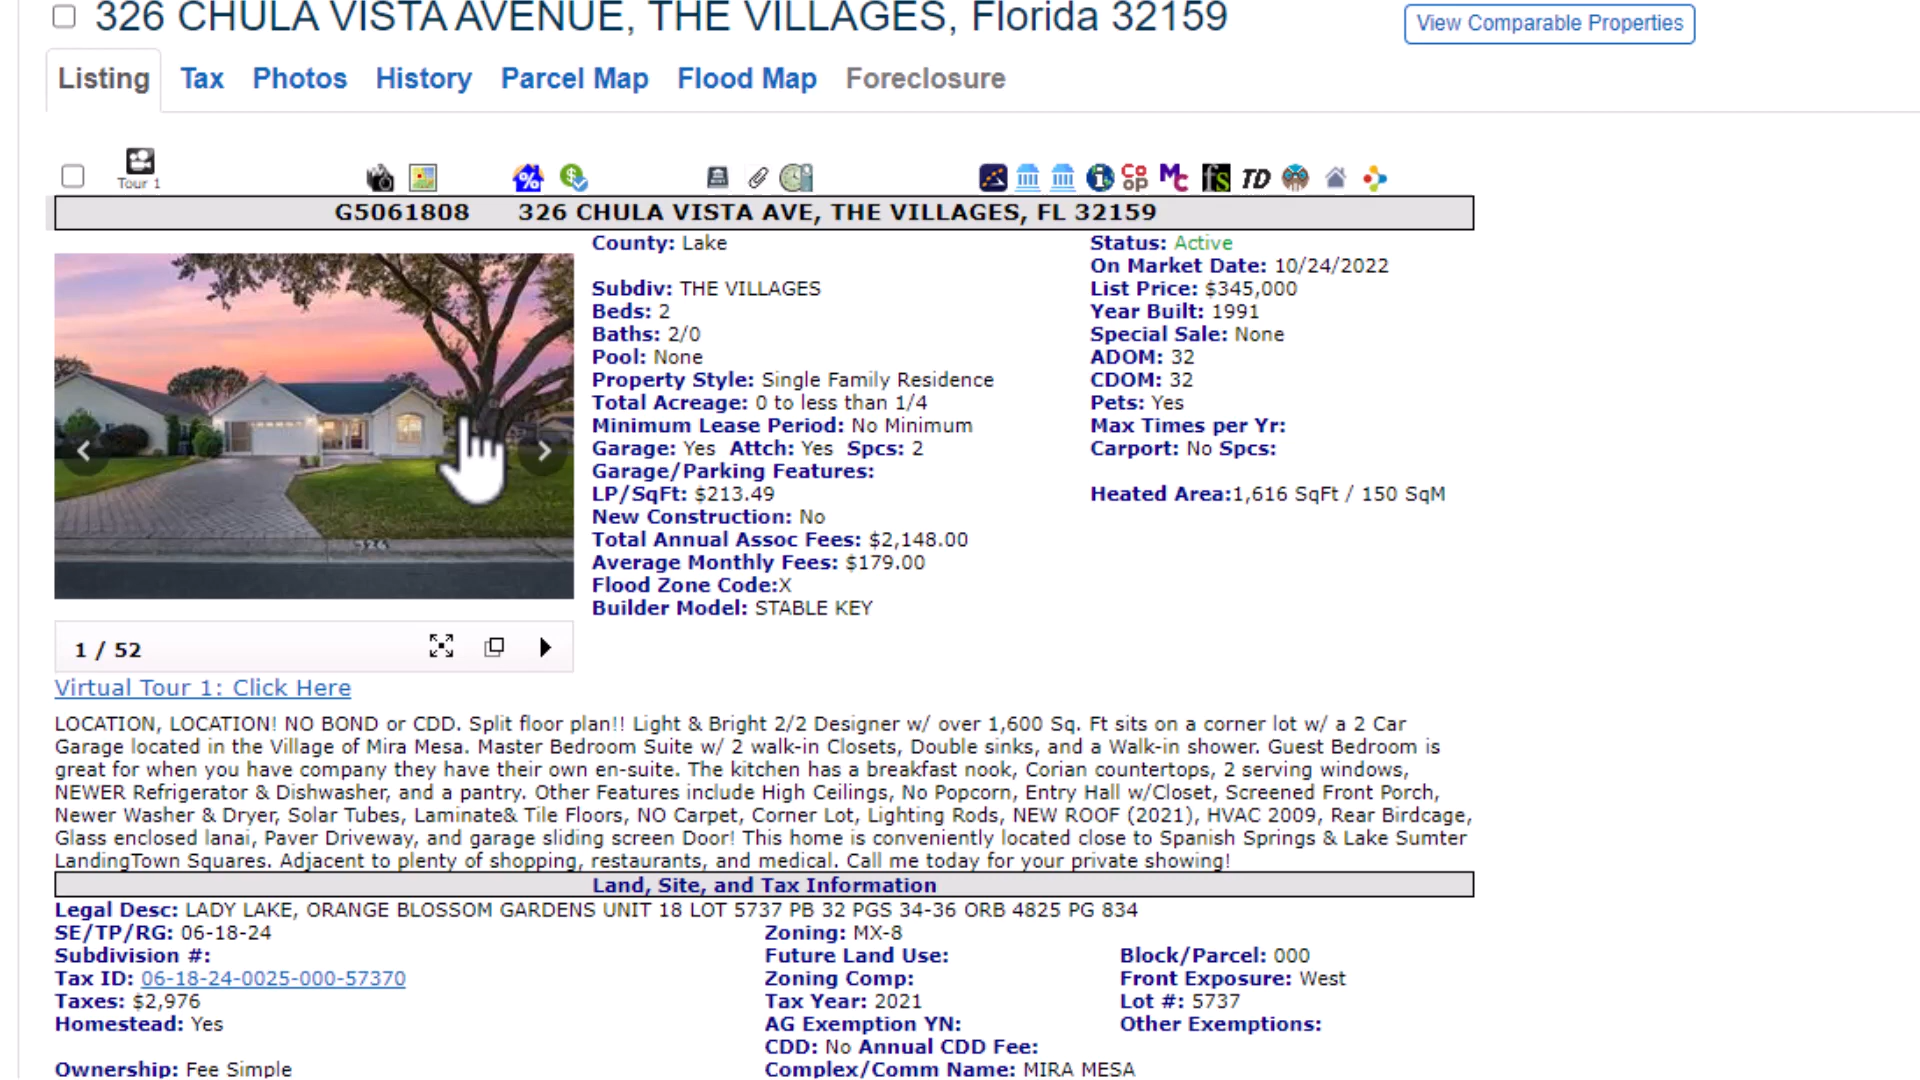 326 CHULA VISTA AVENUE, THE VILLAGES, Florida 32159
View Comparable Properties
Listing Tax Photos History Parcel Map Flood Map Foreclosure
Tour 1
G5061808 326 CHULA VISTA AVE, THE VILLAGES, FL 32159
County: Lake
Subdiv: THE VILLAGES
Beds: 2
Baths: 2/0
Pool: None
Property Style: Single Family Residence
Total Acreage: 0 to less than 1/4
Minimum Lease Period: No Minimum
Garage: Yes Attch: Yes Spcs: 2
Garage/Parking Features:
LP/SqFt: $213.49
New Construction: No
Total Annual Assoc Fees: $2,148.00
Average Monthly Fees: $179.00
Flood Zone Code:X
Builder Model: STABLE KEY
Status: Active
On Market Date: 10/24/2022
List Price: $345,000
Year Built: 1991
Special Sale: None
ADOM: 32
CDOM: 32
Pets: Yes
Max Times per Yr:
Carport: No Spcs:
Heated Area:1,616 SqFt / 150 SqM
1 / 52
Virtual Tour 1: Click Here
LOCATION, LOCATION! NO BOND or CDD. Split floor plan!! Light & Bright 2/2 Designer w/ over 1,600 Sq. Ft sits on a corner lot w/ a 2 Car
Garage located in the Village of Mira Mesa. Master Bedroom Suite w/ 2 walk-in Closets, Double sinks, and a Walk-in shower. Guest Bedroom is
great for when you have company they have their own en-suite. The kitchen has a breakfast nook, Corian countertops, 2 serving windows,
NEWER Refrigerator & Dishwasher, and a pantry. Other Features include High Ceilings, No Popcorn, Entry Hall w/Closet, Screened Front Porch,
Newer Washer & Dryer, Solar Tubes, Laminate& Tile Floors, NO Carpet, Corner Lot, Lighting Rods, NEW ROOF (2021), HVAC 2009, Rear Birdcage,
Glass enclosed lanai, Paver Driveway, and garage sliding screen Door! This home is conveniently located close to Spanish Springs & Lake Sumter
LandingTown Squares. Adjacent to plenty of shopping, restaurants, and medical. Call me today for your private showing!
Land, Site, and Tax Information
Legal Desc: LADY LAKE, ORANGE BLOSSOM GARDENS UNIT 18 LOT 5737 PB 32 PGS 34-36 ORB 4825 PG 834
SE/TP/RG: 06-18-24
Subdivision #:
Tax ID: 06-18-24-0025-000-57370
Taxes: $2,976
Homestead: Yes
Ownership: Fee Simple
Zoning: MX-8
Future Land Use:
Zoning Comp:
Tax Year: 2021
AG Exemption YN:
CDD: No Annual CDD Fee:
Complex/Comm Name: MIRA MESA
Block/Parcel: 000
Front Exposure: West
Lot #: 5737
Other Exemptions: